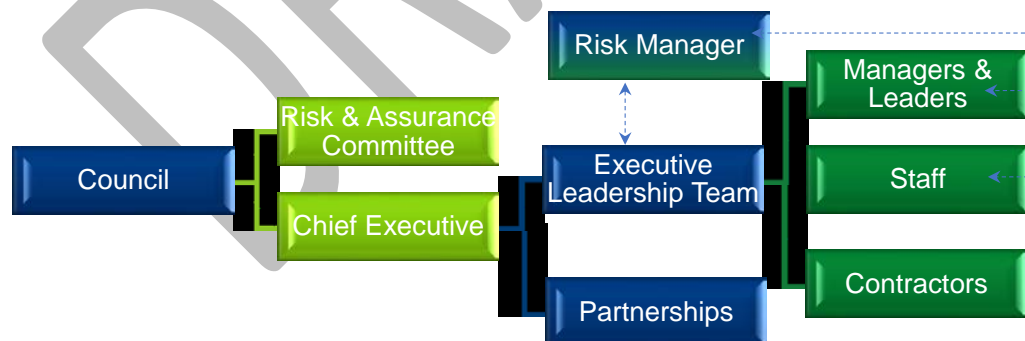 Risk Manager
Managers &
Leaders
Risk & Assurance
Committee
Council
Executive
Leadership Team
Staff
Chief Executive
Contractors
Partnerships